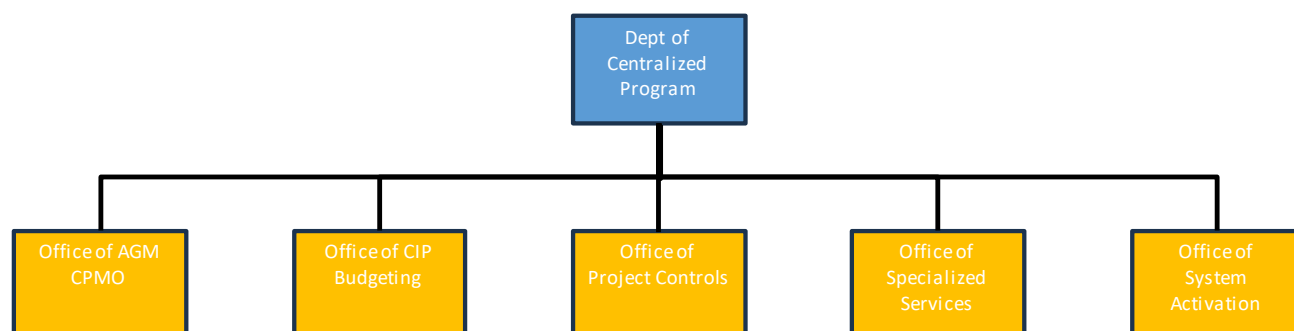 Dept of
Centralized
Program
Office of AGM
CPMO
Office of CIP
Budgeting
Office of
Project Controls
Office of
Specialized
Services
Office of
System
Activation